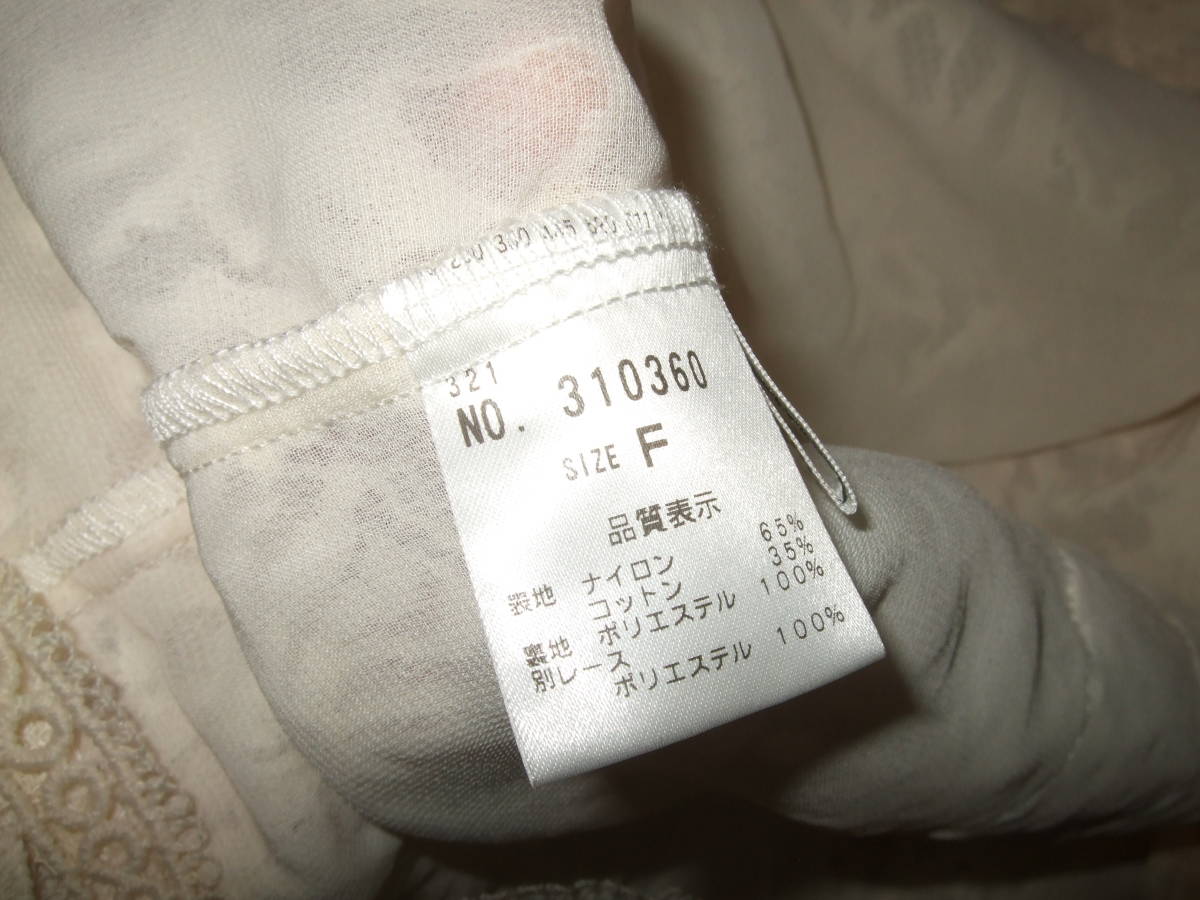 321
NO. 310360
SIZE F
品質表示
表地 ナイロン 65%
コットン 35%
裏地 ポリエステル 100%
別レース
ポリエステル 100%